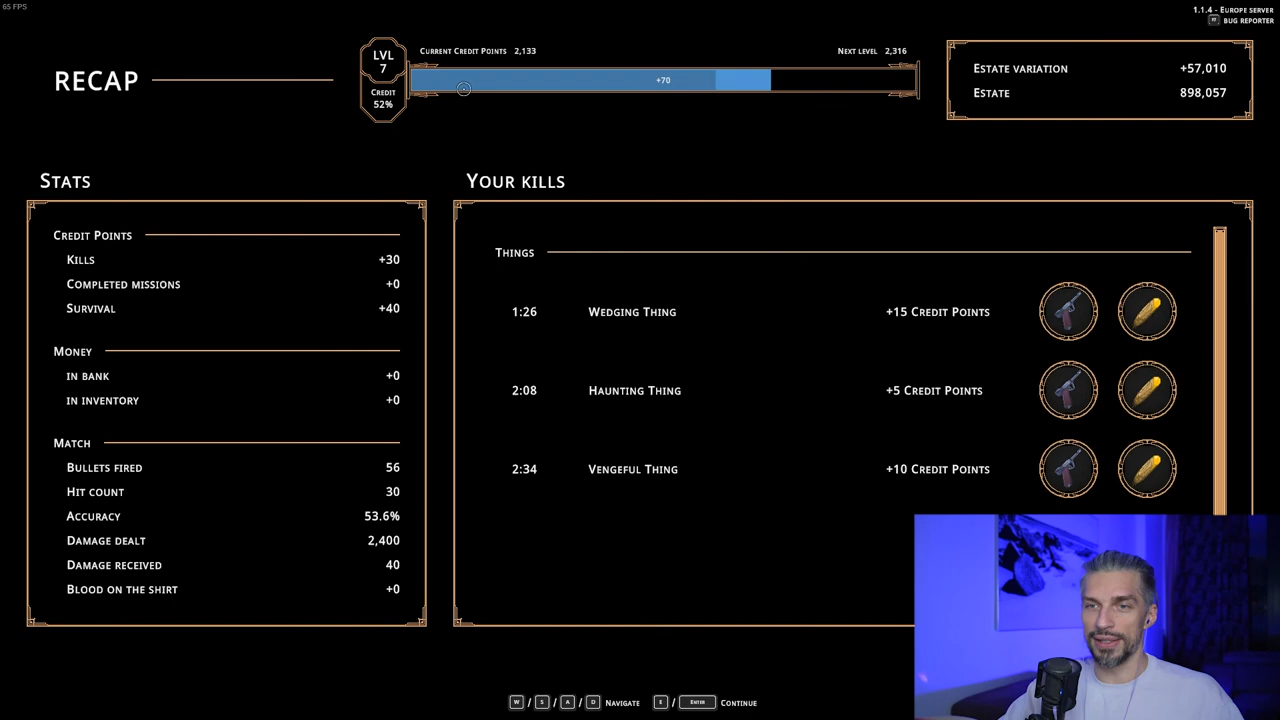 65 FPS
1.1.4 - Europe server
Bug reporter
RECAP
LVL
7
Credit
52%
Current Credit Points 2,133
Next level 2,316
+70
Estate variation +57,010
Estate 898,057
Stats
Credit Points
Kills +30
Completed missions +0
Survival +40
Money
in bank +0
in inventory +0
Match
Bullets fired 56
Hit count 30
Accuracy 53.6%
Damage dealt 2,400
Damage received 40
Blood on the shirt +0
Your kills
Things
1:26 Wedging Thing +15 Credit Points
2:08 Haunting Thing +5 Credit Points
2:34 Vengeful Thing +10 Credit Points
W / S / A / D Navigate E / Enter Continue